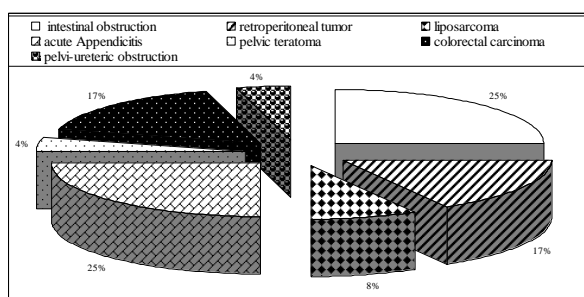 intestinal obstruction retroperitoneal tumor liposarcoma
acute Appendicitis pelvic teratoma colorectal carcinoma
pelvi-ureteric obstruction
4%
17% 25%
4%
25% 17%
8%